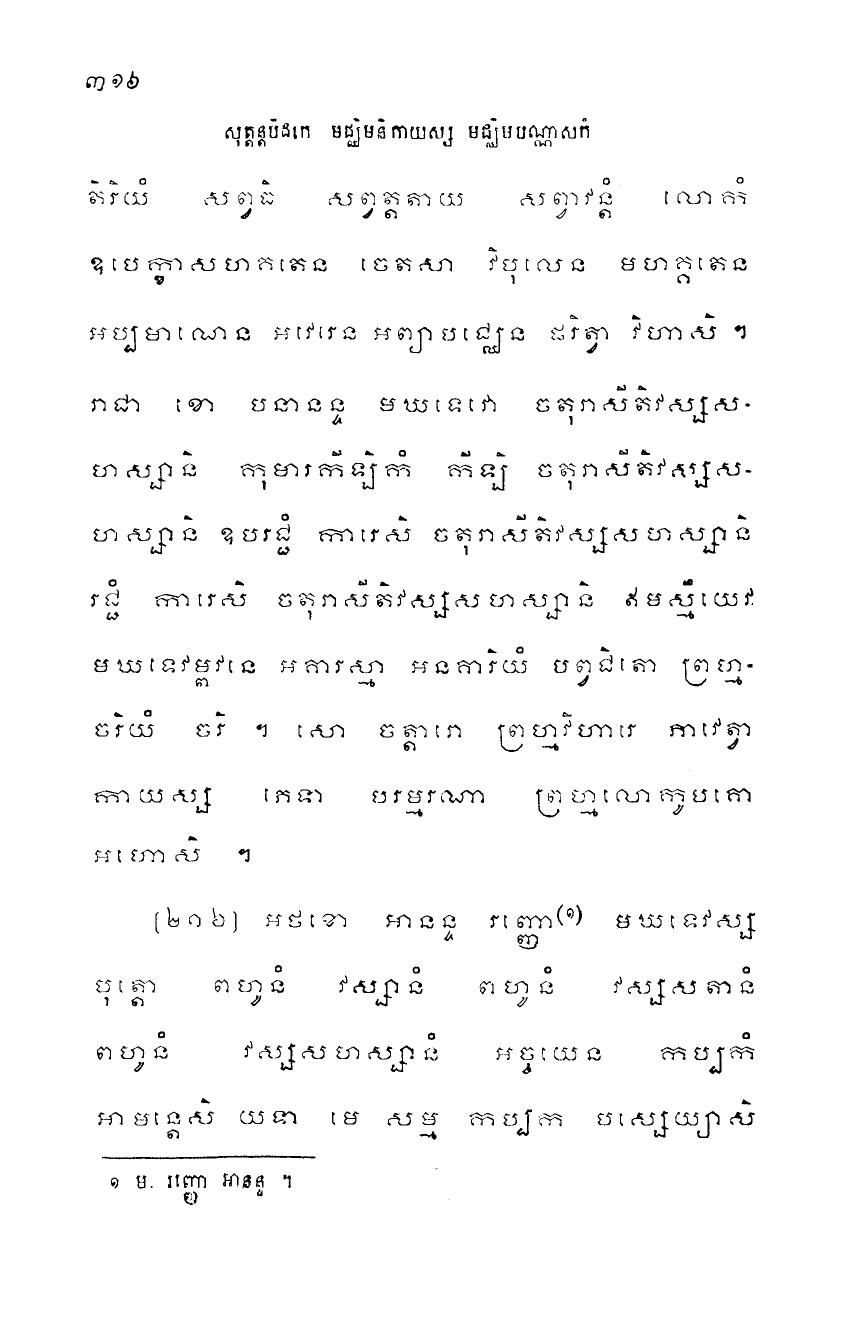 ៣១៦
សុត្តន្តបិដកេ មជ្ឈិមនិកាយស្ស មជ្ឈិមបណ្ណាសកំ
តិរិយំ សព្វធិ សព្វត្តតាយ សព្វាវន្តំ លោកំ
ឧបេក្ខាសហគតេន ចេតសា វិបុលេន មហគ្គតេន
អប្បមាណេន អវេរេន អព្យាបជ្ឈេន ផរិត្វា វិហាសិ ។
រាជា ខោ បនានន្ទ មឃទេវោ ចតុរាសីតិវស្សស-
ហស្សានិ កុមារកីឡិកំ កីឡិ ចតុរាសីតិវស្សស-
ហស្សានិ ឧបរជ្ជំ ការេសិ ចតុរាសីតិវស្សសហស្សានិ
រជ្ជំ ការេសិ ចតុរាសីតិវស្សសហស្សានិ ឥមស្មឹយេវ
មឃទេវម្ពវនេ អគារស្មា អនគារិយំ បព្វជិតោ ព្រហ្ម-
ចរិយំ ចរិ ។ សោ ចត្តារោ ព្រហ្មវិហារេ ភាវេត្វា
កាយស្ស ភេទា បរម្មរណា ព្រហ្មលោកូបគោ
អហោសិ ។
[២០៦] អថខោ អានន្ទ រញ្ញោ(១) មឃទេវស្ស
បុត្តោ ពហូនំ វស្សានំ ពហូនំ វស្សសតានំ
ពហូនំ វស្សសហស្សានំ អច្ចយេន កប្បកំ
អាមន្តេសិ យទា មេ សម្ម កប្បក បស្សេយ្យាសិ
១ ម. រញ្ញោ អានន្ទ ។